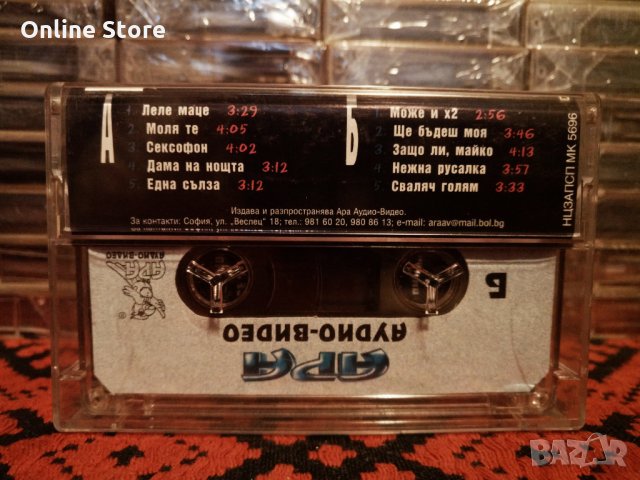 Online Store
А
1. Леле маце 3:29
2. Моля те 4:05
3. Сексофон 4:02
4. Дама на нощта 3:12
5. Една сълза 3:12
Б
1. Може и х2 2:56
2. Ще бъдеш моя 3:46
3. Защо ли, майко 4:13
4. Нежна русалка 3:57
5. Сваляч голям 3:33
НЦЗАПСП МК 5696
Издава и разпространява Ара Аудио-Видео.
За контакти: София, ул. „Веслец" 18; тел.: 981 60 20, 980 86 13; e-mail: araav@mail.bol.bg
Б
АРА
АУДИО-ВИДЕО
АРА
АУДИО-ВИДЕО
BAZAR